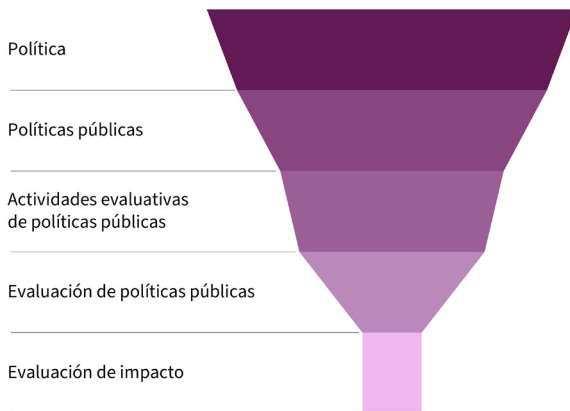 Política
Políticas públicas
Actividades evaluativas
de políticas públicas
Evaluación de políticas públicas
Evaluación de impacto